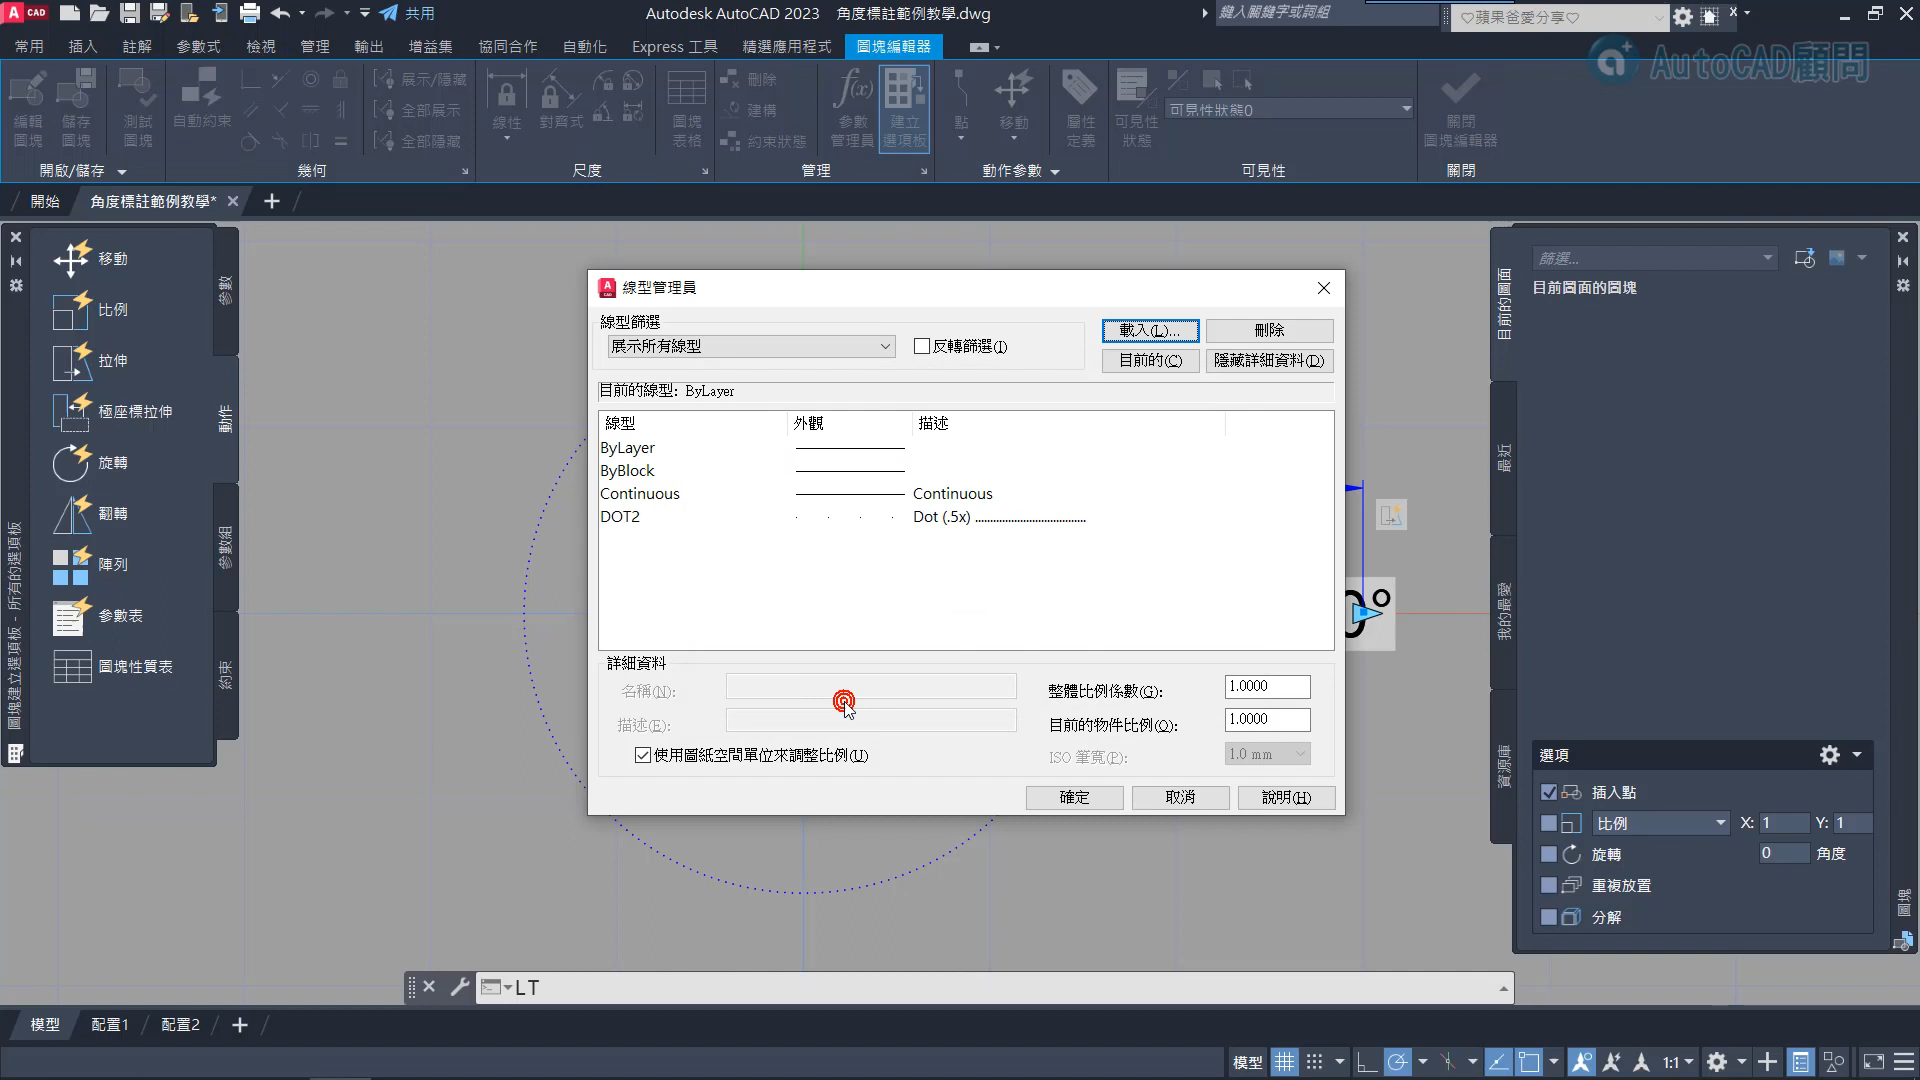 A CAD
共用
Autodesk AutoCAD 2023 角度標註範例教學.dwg
鍵入關鍵字或詞組
♡蘋果爸愛分享♡
常用 插入 註解 參數式 檢視 管理 輸出 增益集 協同合作 自動化 Express 工具 精選應用程式 圖塊編輯器
AutoCAD顧問
編輯圖塊
儲存圖塊
測試圖塊
自動約束
展示/隱藏
全部展示
全部隱藏
線性
對齊式
圖塊表格
刪除
建構
約束狀態
參數管理員
建立選項板
點
移動
屬性定義
可見性狀態
可見性狀態0
關閉圖塊編輯器
開啟/儲存 幾何 尺度 管理 動作參數 可見性 關閉
開始 角度標註範例教學*
移動
比例
拉伸
極座標拉伸
旋轉
翻轉
陣列
參數表
圖塊性質表
參數
動作
參數組
約束
圖塊建立選項板 - 所有的選項板
線型管理員
線型篩選
展示所有線型
反轉篩選(I)
載入(L)...
刪除
目前的(C)
隱藏詳細資料(D)
目前的線型: ByLayer
線型 外觀 描述
ByLayer
ByBlock
Continuous Continuous
DOT2 Dot (.5x) ........................................
詳細資料
名稱(N):
描述(E):
使用圖紙空間單位來調整比例(U)
整體比例係數(G): 1.0000
目前的物件比例(O): 1.0000
ISO 筆寬(P): 1.0 mm
確定 取消 說明(H)
0°
目前的圖面
最近
我的最愛
資源庫
篩選...
目前圖面的圖塊
選項
插入點
比例 X: 1 Y: 1
旋轉 0 角度
重複放置
分解
圖塊
LT
模型 配置1 配置2
模型 1:1